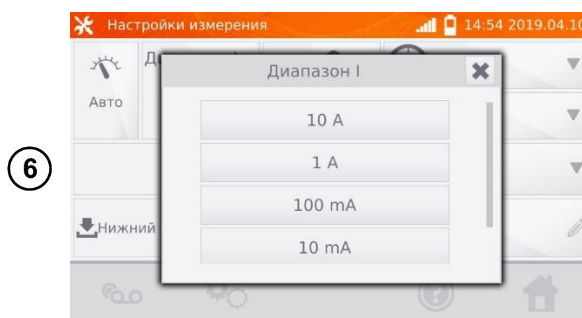 Настройки измерения 14:54 2019.04.10
Диапазон I
Авто
10 A
1 A
6
100 mA
Нижний
10 mA